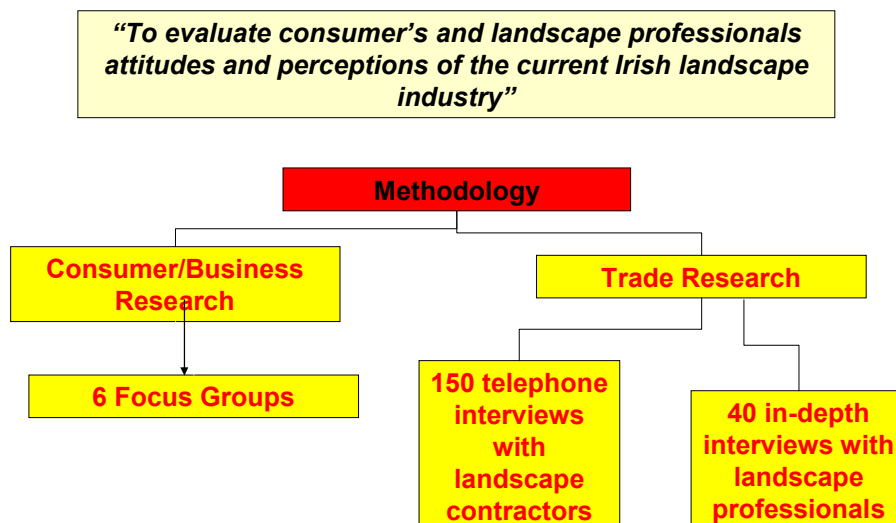 “To evaluate consumer’s and landscape professionals
attitudes and perceptions of the current Irish landscape
industry”
Methodology
Consumer/Business
Research
Trade Research
6 Focus Groups
150 telephone
interviews
with
landscape
contractors
40 in-depth
interviews with
landscape
professionals